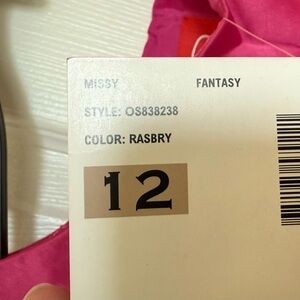 MISSY FANTASY
STYLE: OS838238
COLOR: RASBRY
12